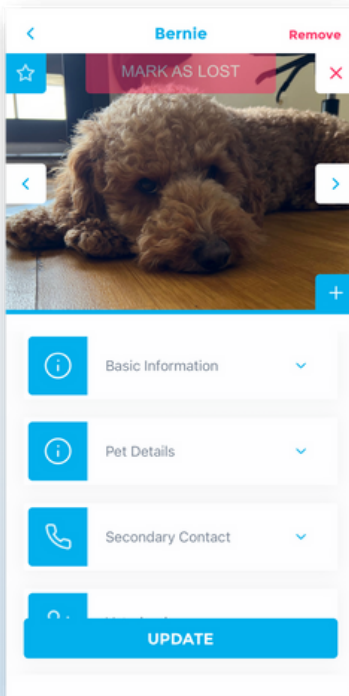 Bernie
Remove
MARK AS LOST
Basic Information
Pet Details
Secondary Contact
UPDATE